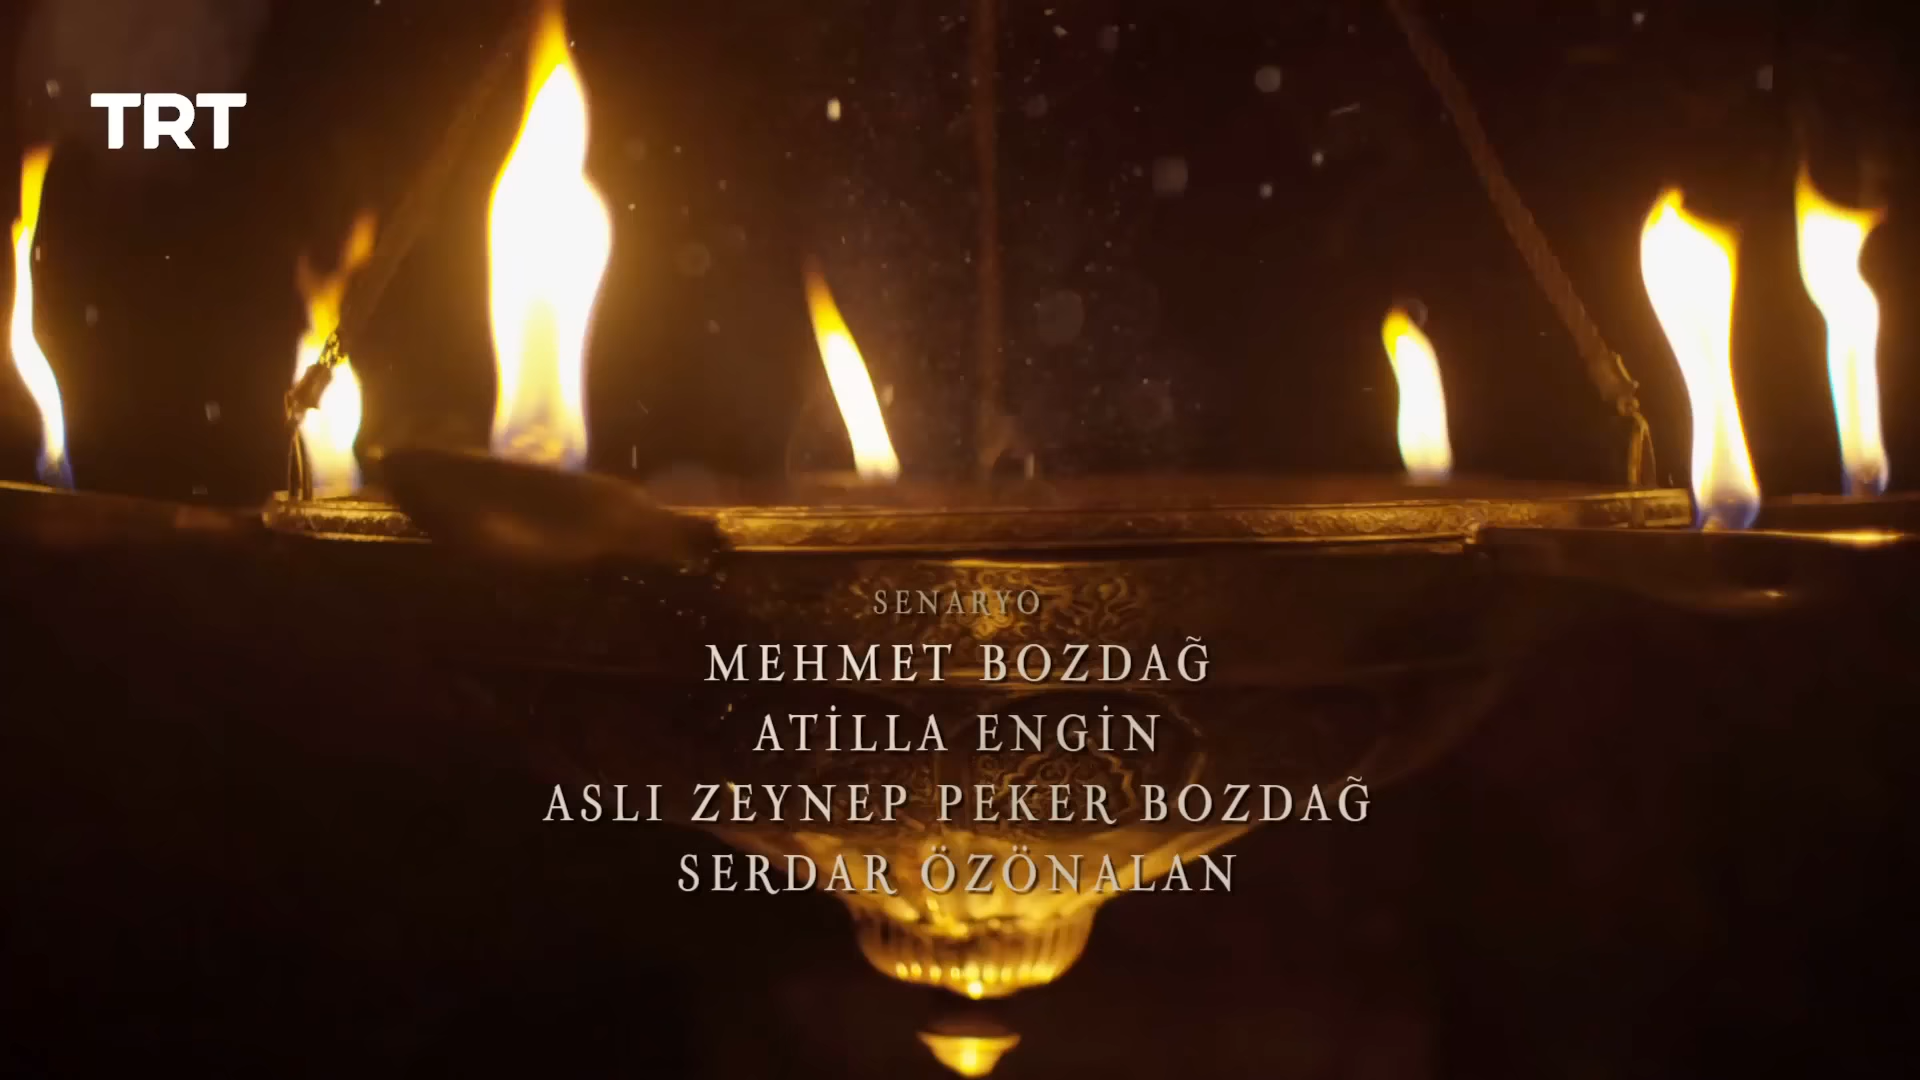 TRT
SENARYO
MEHMET BOZDAĞ
ATİLLA ENGİN
ASLI ZEYNEP PEKER BOZDAĞ
SERDAR ÖZÖNALAN